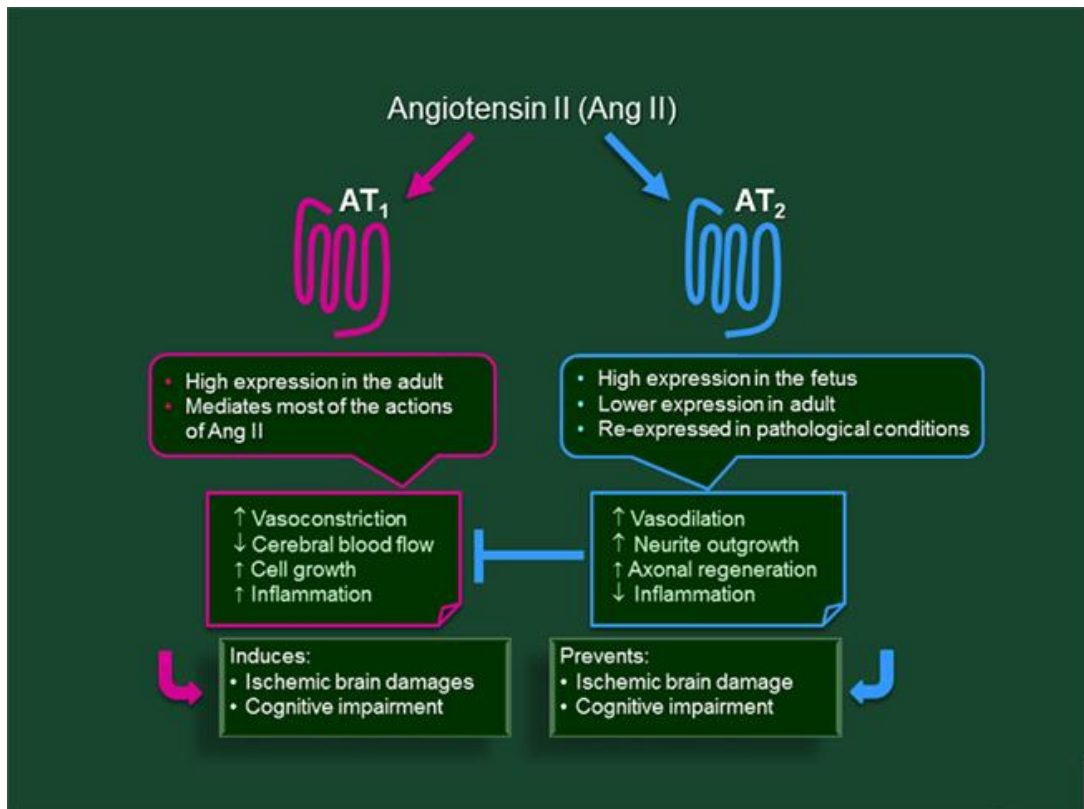 Angiotensin II (Ang II)
AT₁
AT₂
• High expression in the adult
• Mediates most of the actions
of Ang II
• High expression in the fetus
• Lower expression in adult
• Re-expressed in pathological conditions
↑ Vasoconstriction
↓ Cerebral blood flow
↑ Cell growth
↑ Inflammation
↑ Vasodilation
↑ Neurite outgrowth
↑ Axonal regeneration
↓ Inflammation
Induces:
• Ischemic brain damages
• Cognitive impairment
Prevents:
• Ischemic brain damage
• Cognitive impairment